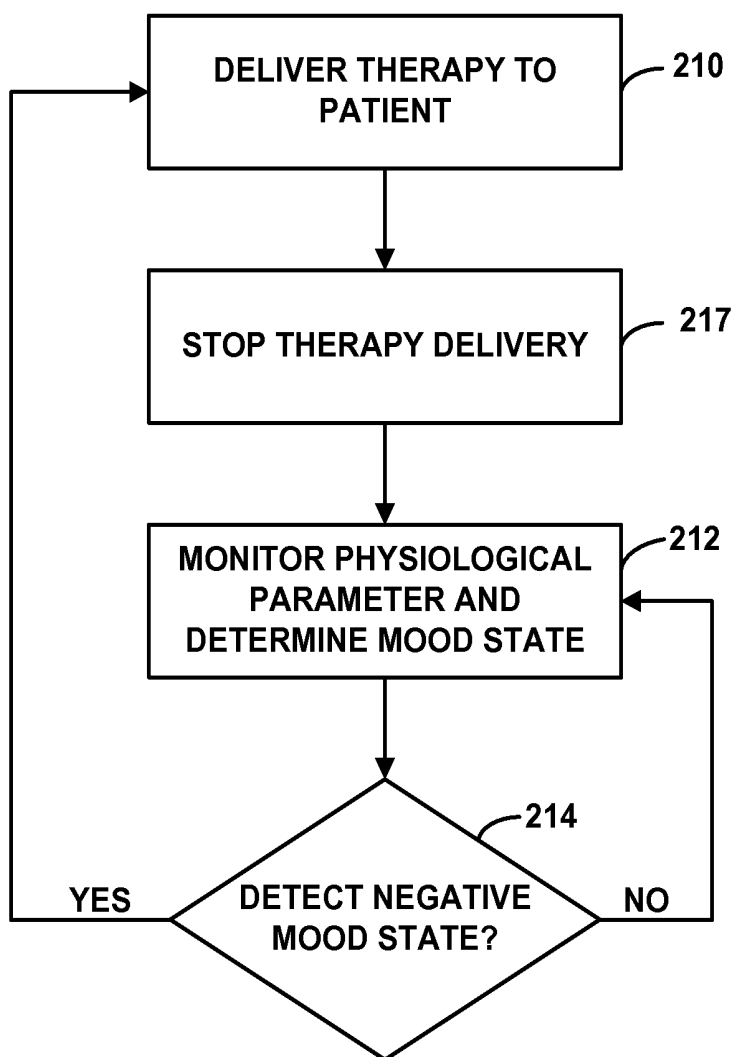 DELIVER THERAPY TO
PATIENT
210
STOP THERAPY DELIVERY
217
MONITOR PHYSIOLOGICAL
PARAMETER AND
DETERMINE MOOD STATE
212
214
YES
DETECT NEGATIVE
MOOD STATE?
NO